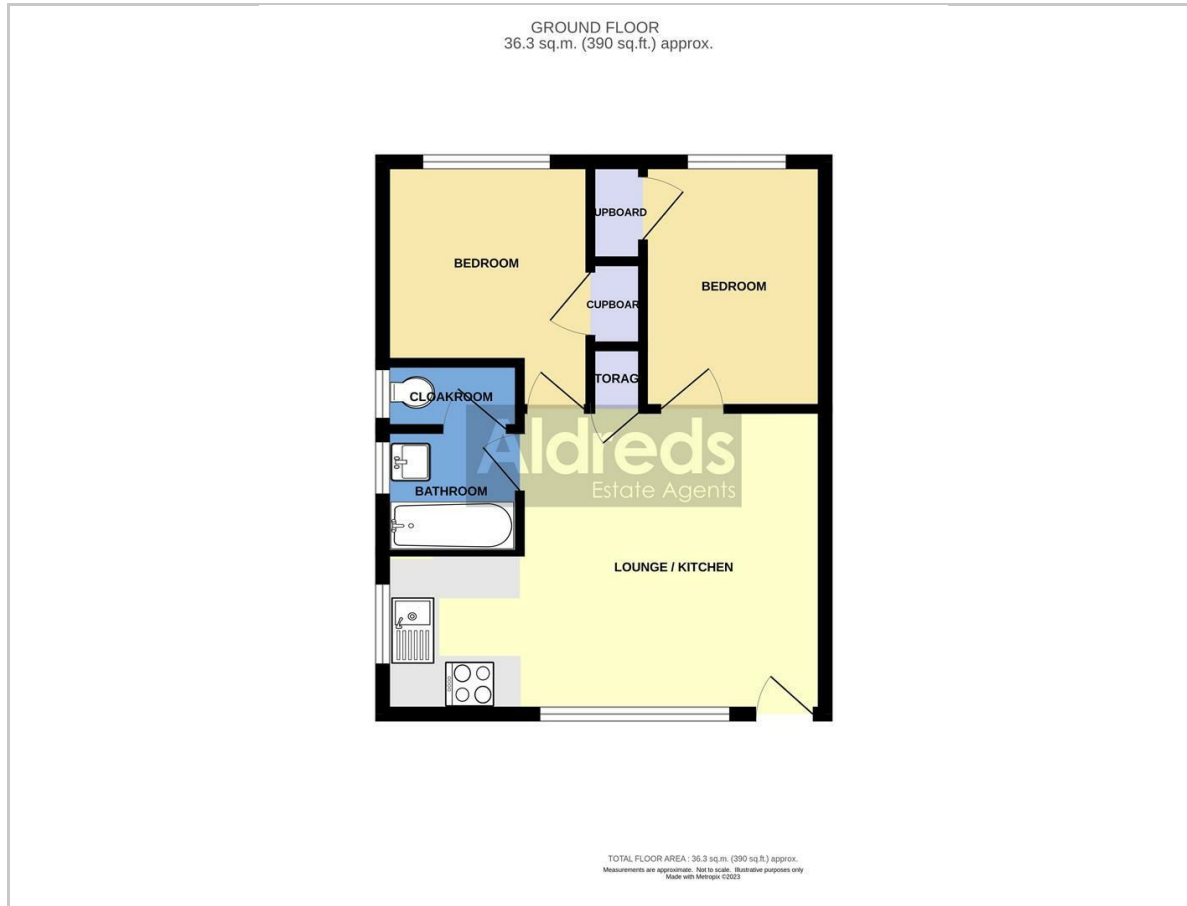 GROUND FLOOR
36.3 sq.m. (390 sq.ft.) approx.
UPBOARD
BEDROOM
BEDROOM
CUPBOAR
TORAG
CLOAKROOM
Aldreds
Estate Agents
BATHROOM
LOUNGE / KITCHEN
TOTAL FLOOR AREA : 36.3 sq.m. (390 sq.ft.) approx.
Measurements are approximate. Not to scale. Illustrative purposes only
Made with Metropix ©2023